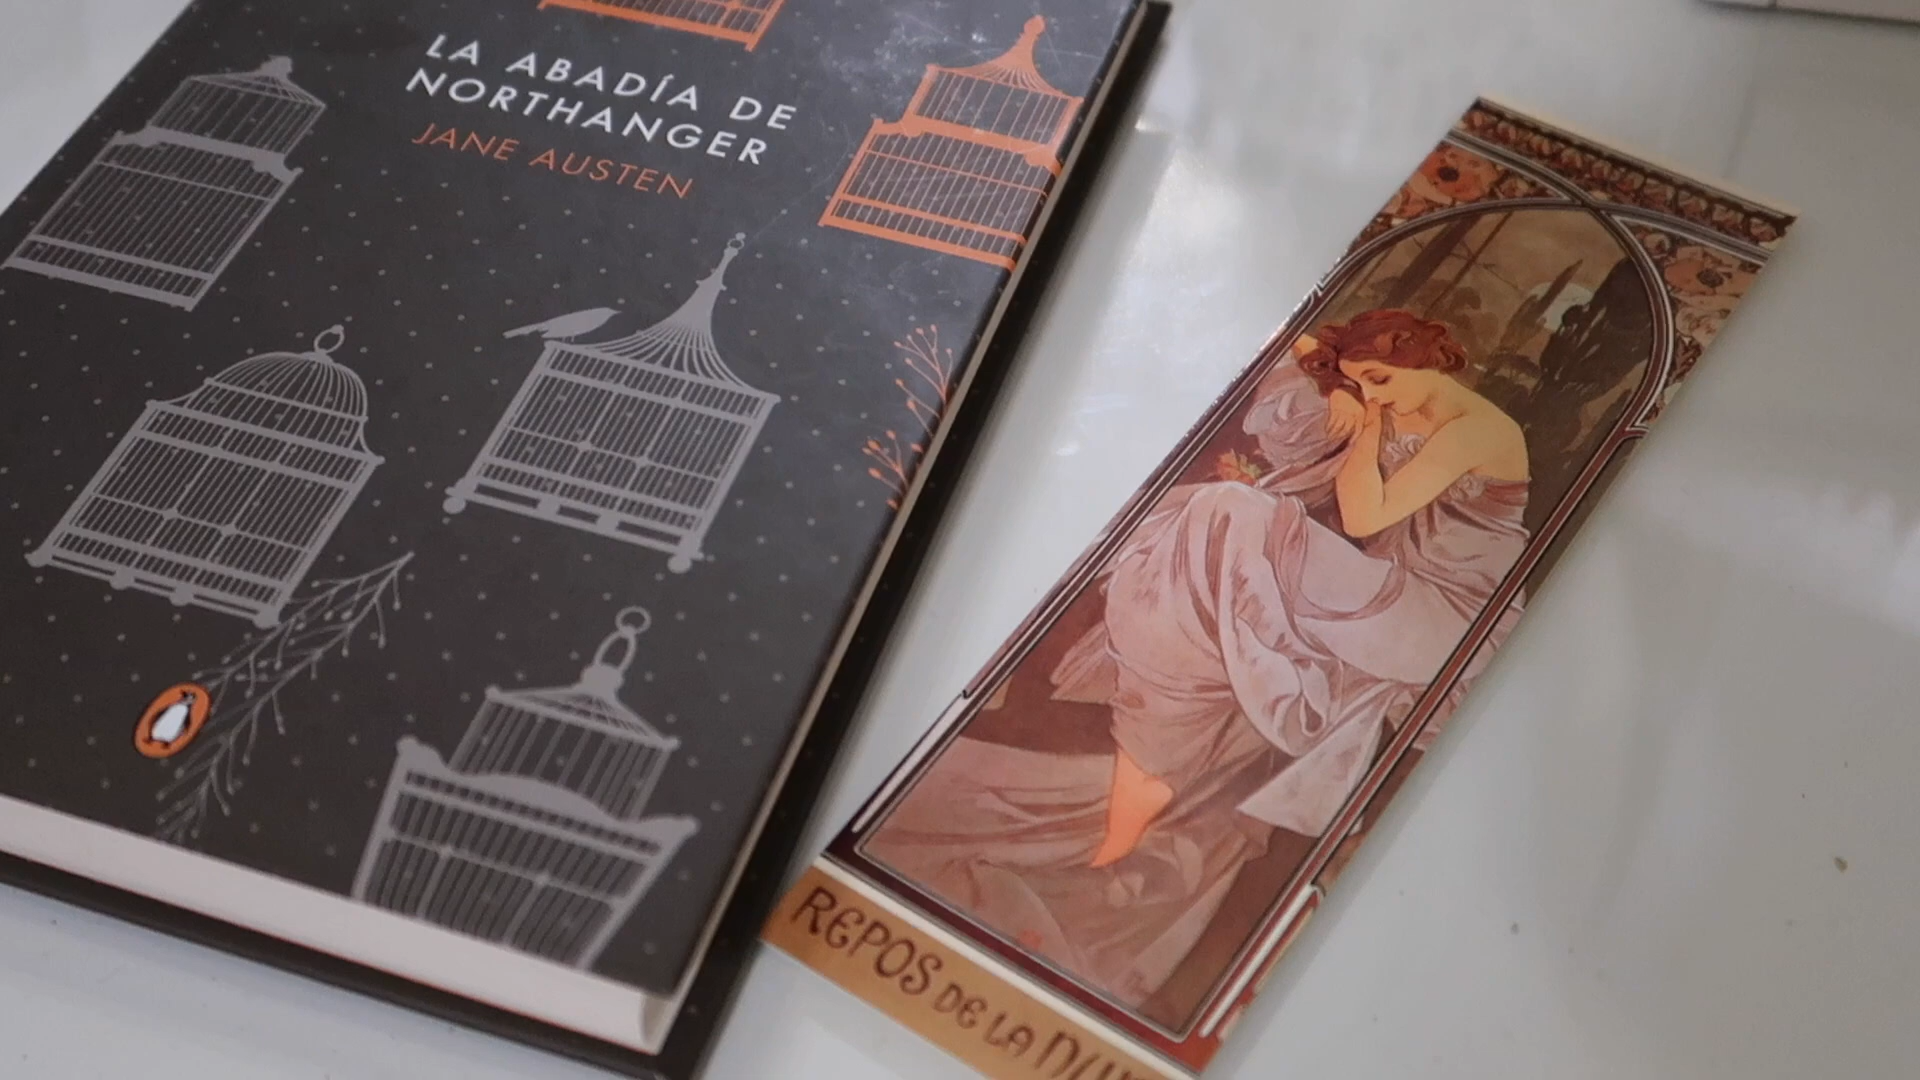 LA ABADÍA DE
NORTHANGER
JANE AUSTEN
REPOS DE LA